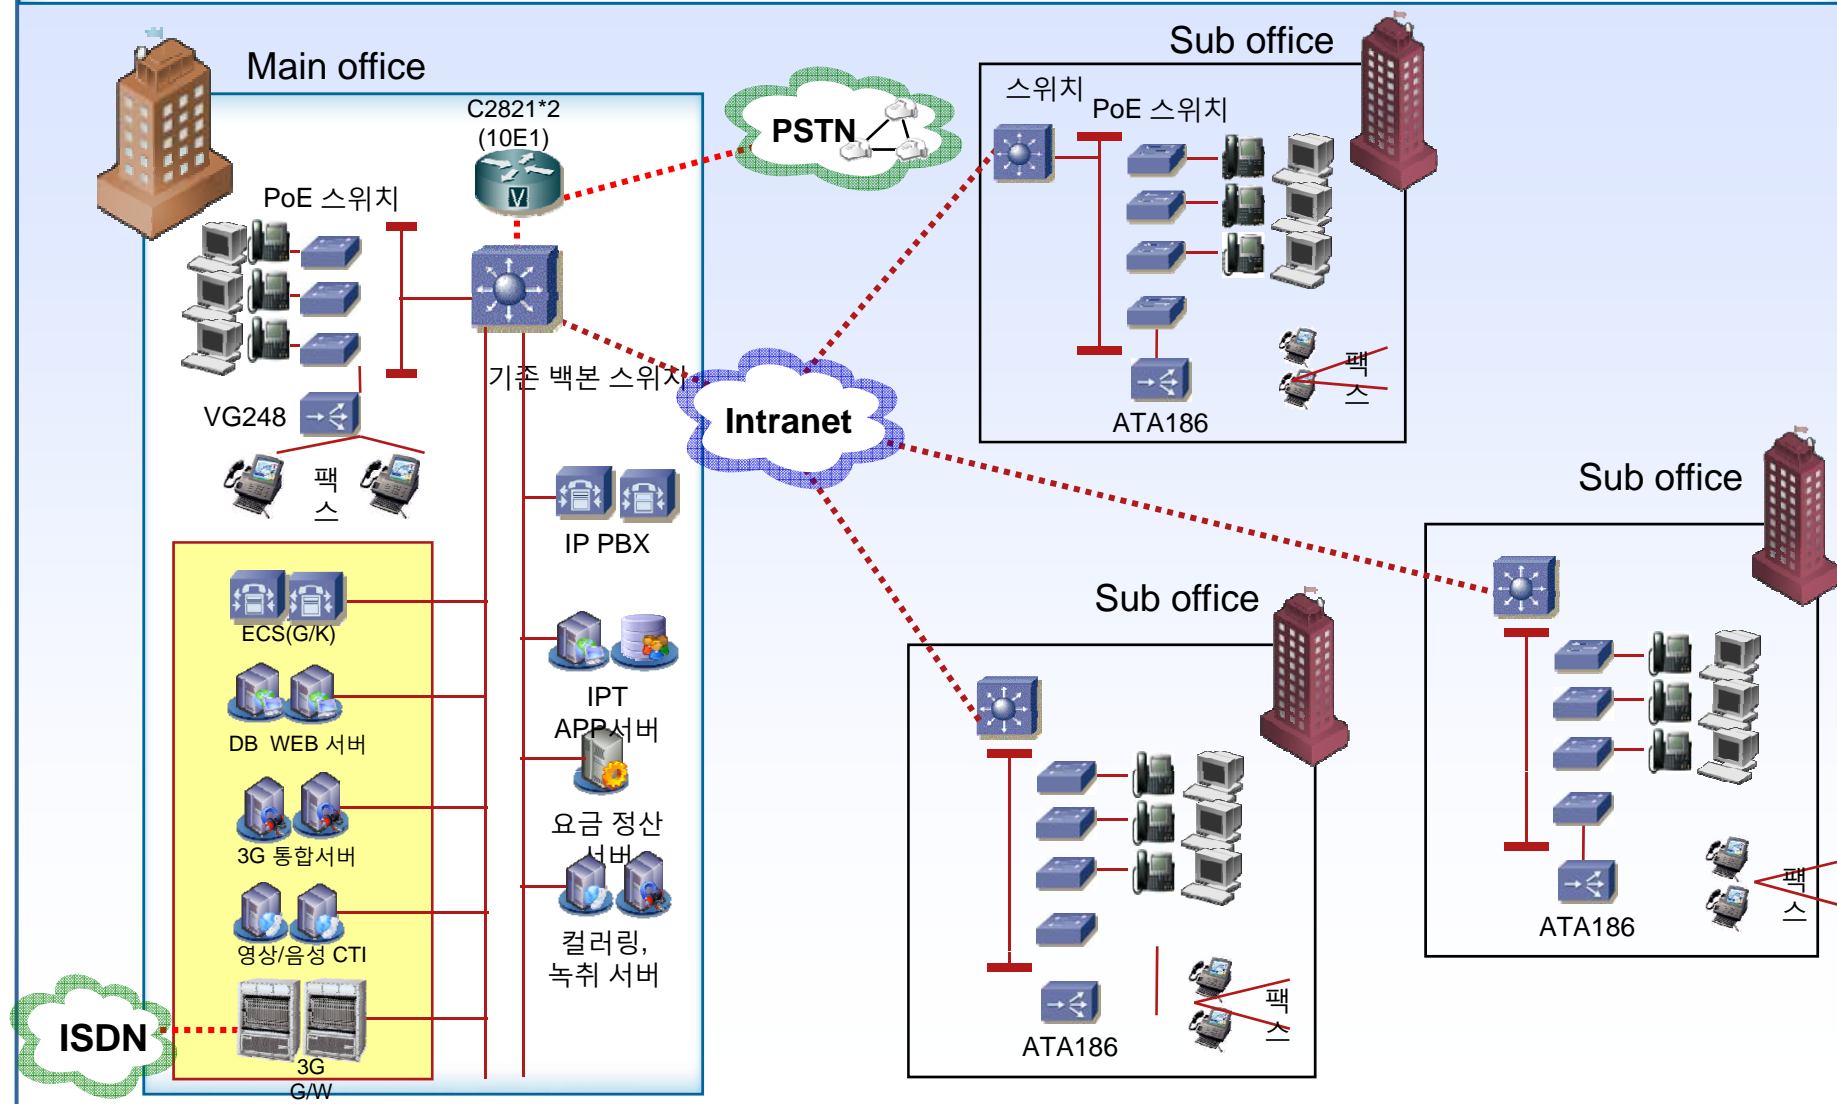 Main office
C2821*2
(10E1)
PoE 스위치
VG248
팩
스
기존 백본 스위치
IP PBX
IPT
APP서버
요금 정산
서버
컬러링,
녹취 서버
ECS(G/K)
DB  WEB 서버
3G 통합서버
영상/음성 CTI
3G
G/W
ISDN
PSTN
Intranet
Sub office
스위치
PoE 스위치
팩
스
ATA186
Sub office
팩
스
ATA186
Sub office
팩
스
ATA186
V